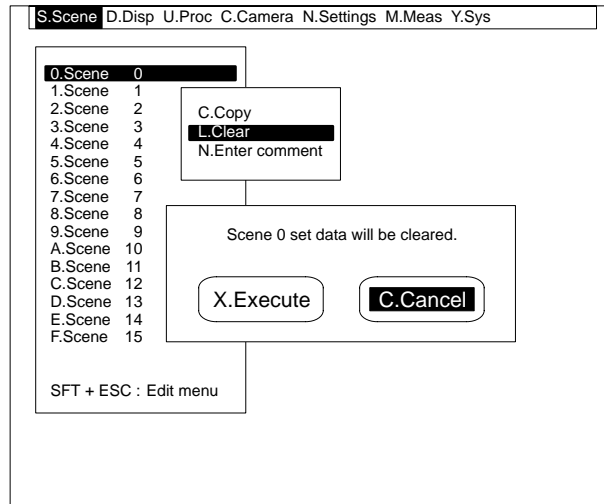 S.Scene D.Disp U.Proc C.Camera N.Settings M.Meas Y.Sys
0.Scene 0
1.Scene 1
2.Scene 2
3.Scene 3
4.Scene 4
5.Scene 5
6.Scene 6
7.Scene 7
8.Scene 8
9.Scene 9
A.Scene 10
B.Scene 11
C.Scene 12
D.Scene 13
E.Scene 14
F.Scene 15
SFT + ESC : Edit menu
C.Copy
L.Clear
N.Enter comment
Scene 0 set data will be cleared.
X.Execute C.Cancel